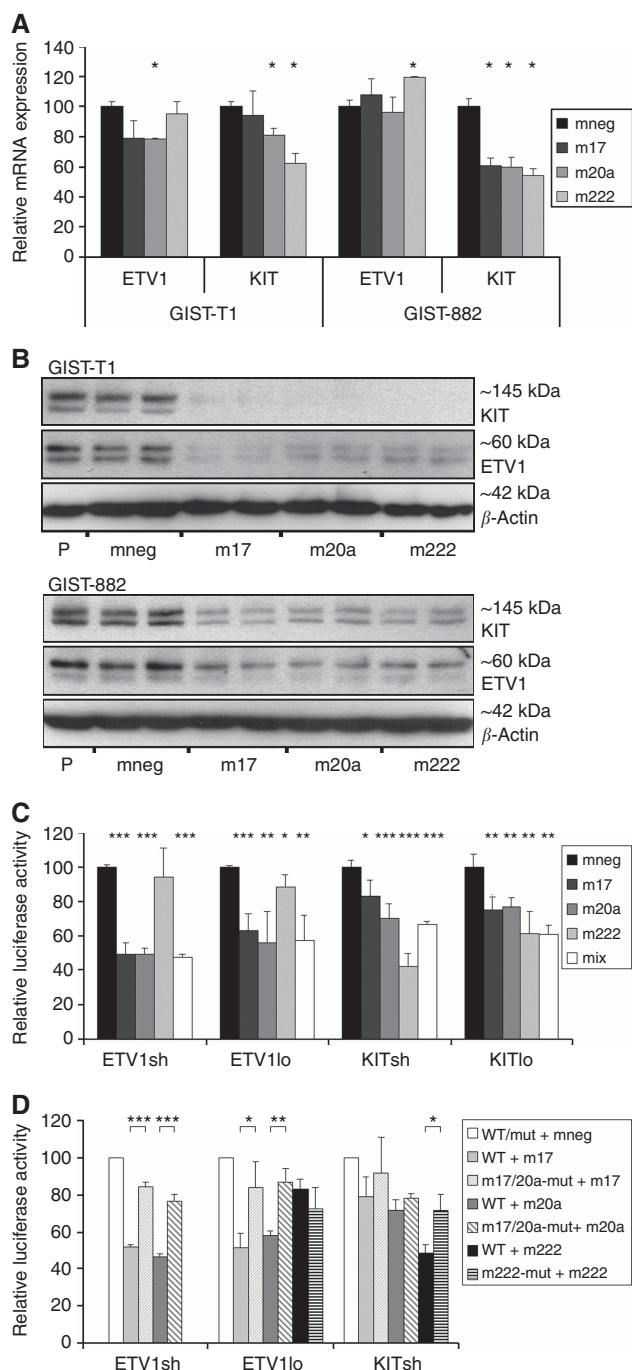 A
Relative mRNA expression
140
120
100
80
60
40
20
0
* * * * * * *
mneg
m17
m20a
m222
ETV1 KIT ETV1 KIT
GIST-T1 GIST-882
B
GIST-T1
~145 kDa
KIT
~60 kDa
ETV1
~42 kDa
β-Actin
P mneg m17 m20a m222
GIST-882
~145 kDa
KIT
~60 kDa
ETV1
~42 kDa
β-Actin
P mneg m17 m20a m222
C
Relative luciferase activity
120
100
80
60
40
20
0
*** *** *** *** ** * ** * *** *** *** ** ** ** **
mneg
m17
m20a
m222
mix
ETV1sh ETV1lo KITsh KITlo
D
Relative luciferase activity
120
100
80
60
40
20
0
*** *** * ** *
WT/mut + mneg
WT + m17
m17/20a-mut + m17
WT + m20a
m17/20a-mut+ m20a
WT + m222
m222-mut + m222
ETV1sh ETV1lo KITsh